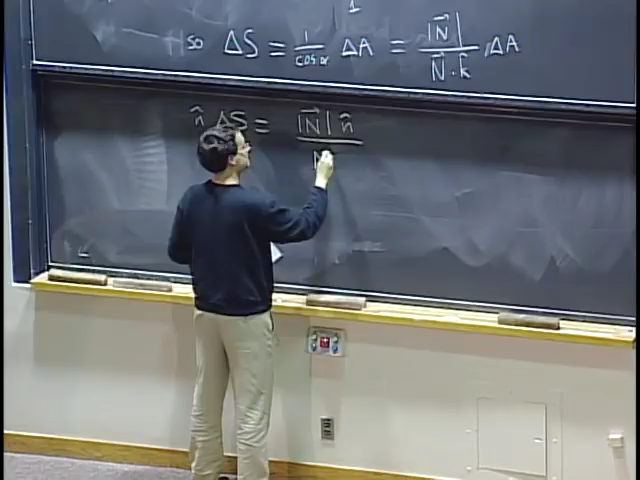 so ΔS = 1/cos α ΔA = |N⃗|/N⃗·k̂ ΔA
n̂ ΔS = |N⃗| n̂/N